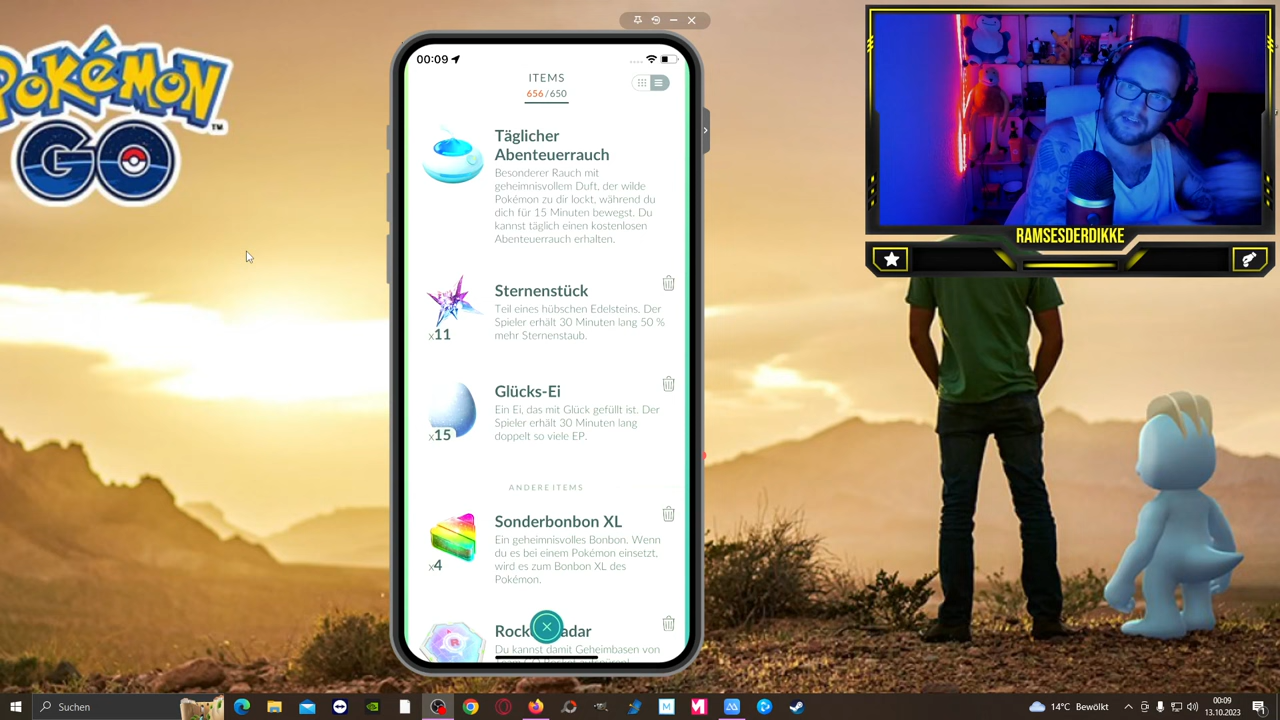 POKÉMON
GO
TM
00:09
ITEMS
656/650
Täglicher
Abenteuerrauch
Besonderer Rauch mit
geheimnisvollem Duft, der wilde
Pokémon zu dir lockt, während du
dich für 15 Minuten bewegst. Du
kannst täglich einen kostenlosen
Abenteuerrauch erhalten.
Sternenstück
Teil eines hübschen Edelsteins. Der
Spieler erhält 30 Minuten lang 50 %
mehr Sternenstaub.
x11
Glücks-Ei
Ein Ei, das mit Glück gefüllt ist. Der
Spieler erhält 30 Minuten lang
doppelt so viele EP.
x15
ANDERE ITEMS
Sonderbonbon XL
Ein geheimnisvolles Bonbon. Wenn
du es bei einem Pokémon einsetzt,
wird es zum Bonbon XL des
Pokémon.
x4
Du kannst damit Geheimbasen von
RAMSESDERDIKKE
Suchen
14°C Bewölkt
00:09
13.10.2023